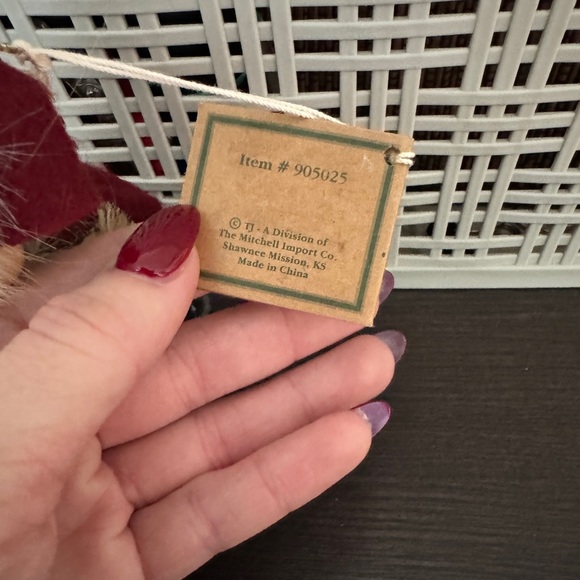 Item # 905025
© TJ - A Division of
The Mitchell Import Co.
Shawnee Mission, KS
Made in China